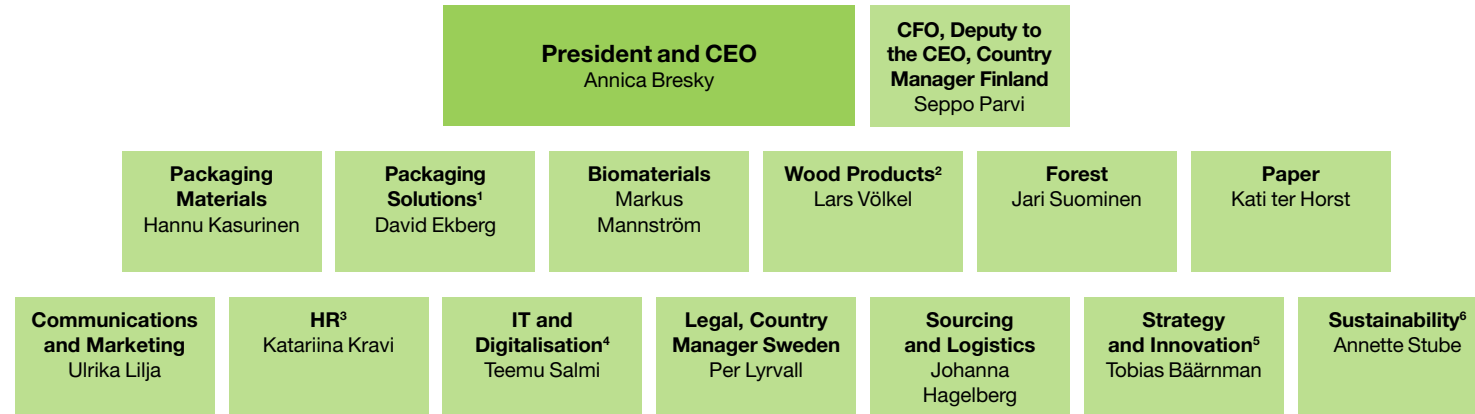 President and CEO
Annica Bresky
CFO, Deputy to
the CEO, Country
Manager Finland
Seppo Parvi
Packaging
Materials
Hannu Kasurinen
Packaging
Solutions¹
David Ekberg
Biomaterials
Markus
Mannström
Wood Products²
Lars Völkel
Forest
Jari Suominen
Paper
Kati ter Horst
Communications
and Marketing
Ulrika Lilja
HR³
Katariina Kravi
IT and
Digitalisation⁴
Teemu Salmi
Legal, Country
Manager Sweden
Per Lyrvall
Sourcing
and Logistics
Johanna
Hagelberg
Strategy
and Innovation⁵
Tobias Bäärnman
Sustainability⁶
Annette Stube